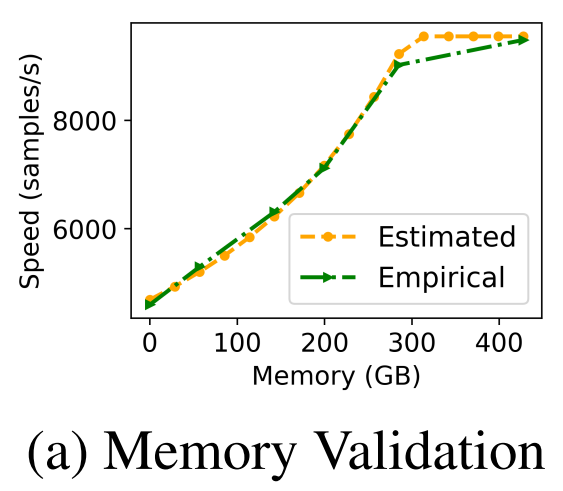 Speed (samples/s)
8000
6000
Estimated
Empirical
0 100 200 300 400
Memory (GB)
(a) Memory Validation